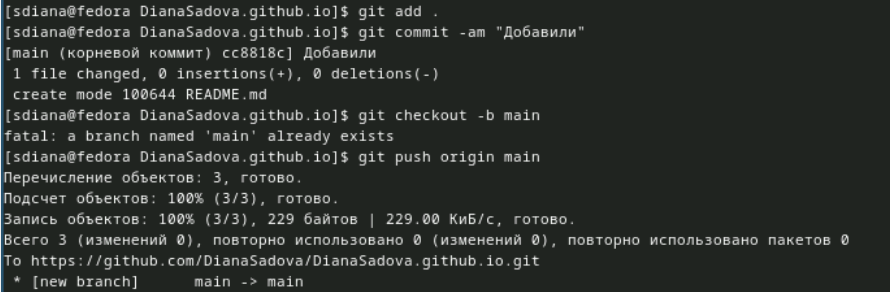 [sdiana@fedora DianaSadova.github.io]$ git add .
[sdiana@fedora DianaSadova.github.io]$ git commit -am "Добавили"
[main (корневой коммит) cc8818c] Добавили
 1 file changed, 0 insertions(+), 0 deletions(-)
 create mode 100644 README.md
[sdiana@fedora DianaSadova.github.io]$ git checkout -b main
fatal: a branch named 'main' already exists
[sdiana@fedora DianaSadova.github.io]$ git push origin main
Перечисление объектов: 3, готово.
Подсчет объектов: 100% (3/3), готово.
Запись объектов: 100% (3/3), 229 байтов | 229.00 КиБ/с, готово.
Всего 3 (изменений 0), повторно использовано 0 (изменений 0), повторно использовано пакетов 0
To https://github.com/DianaSadova/DianaSadova.github.io.git
 * [new branch]      main -> main